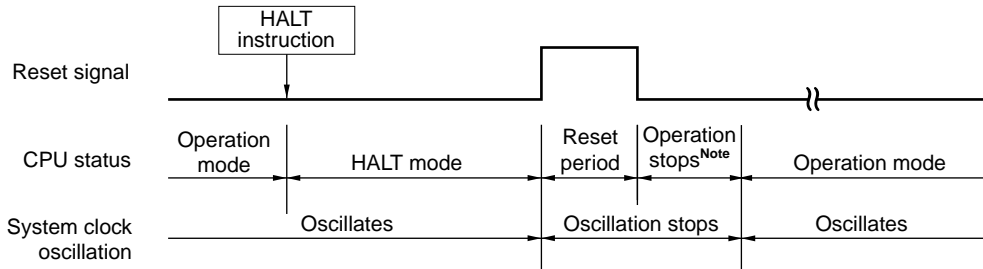 HALT
instruction
Reset signal
CPU status
Operation
mode
HALT mode
Reset
period
Operation
stopsNote
Operation mode
System clock
oscillation
Oscillates
Oscillation stops
Oscillates